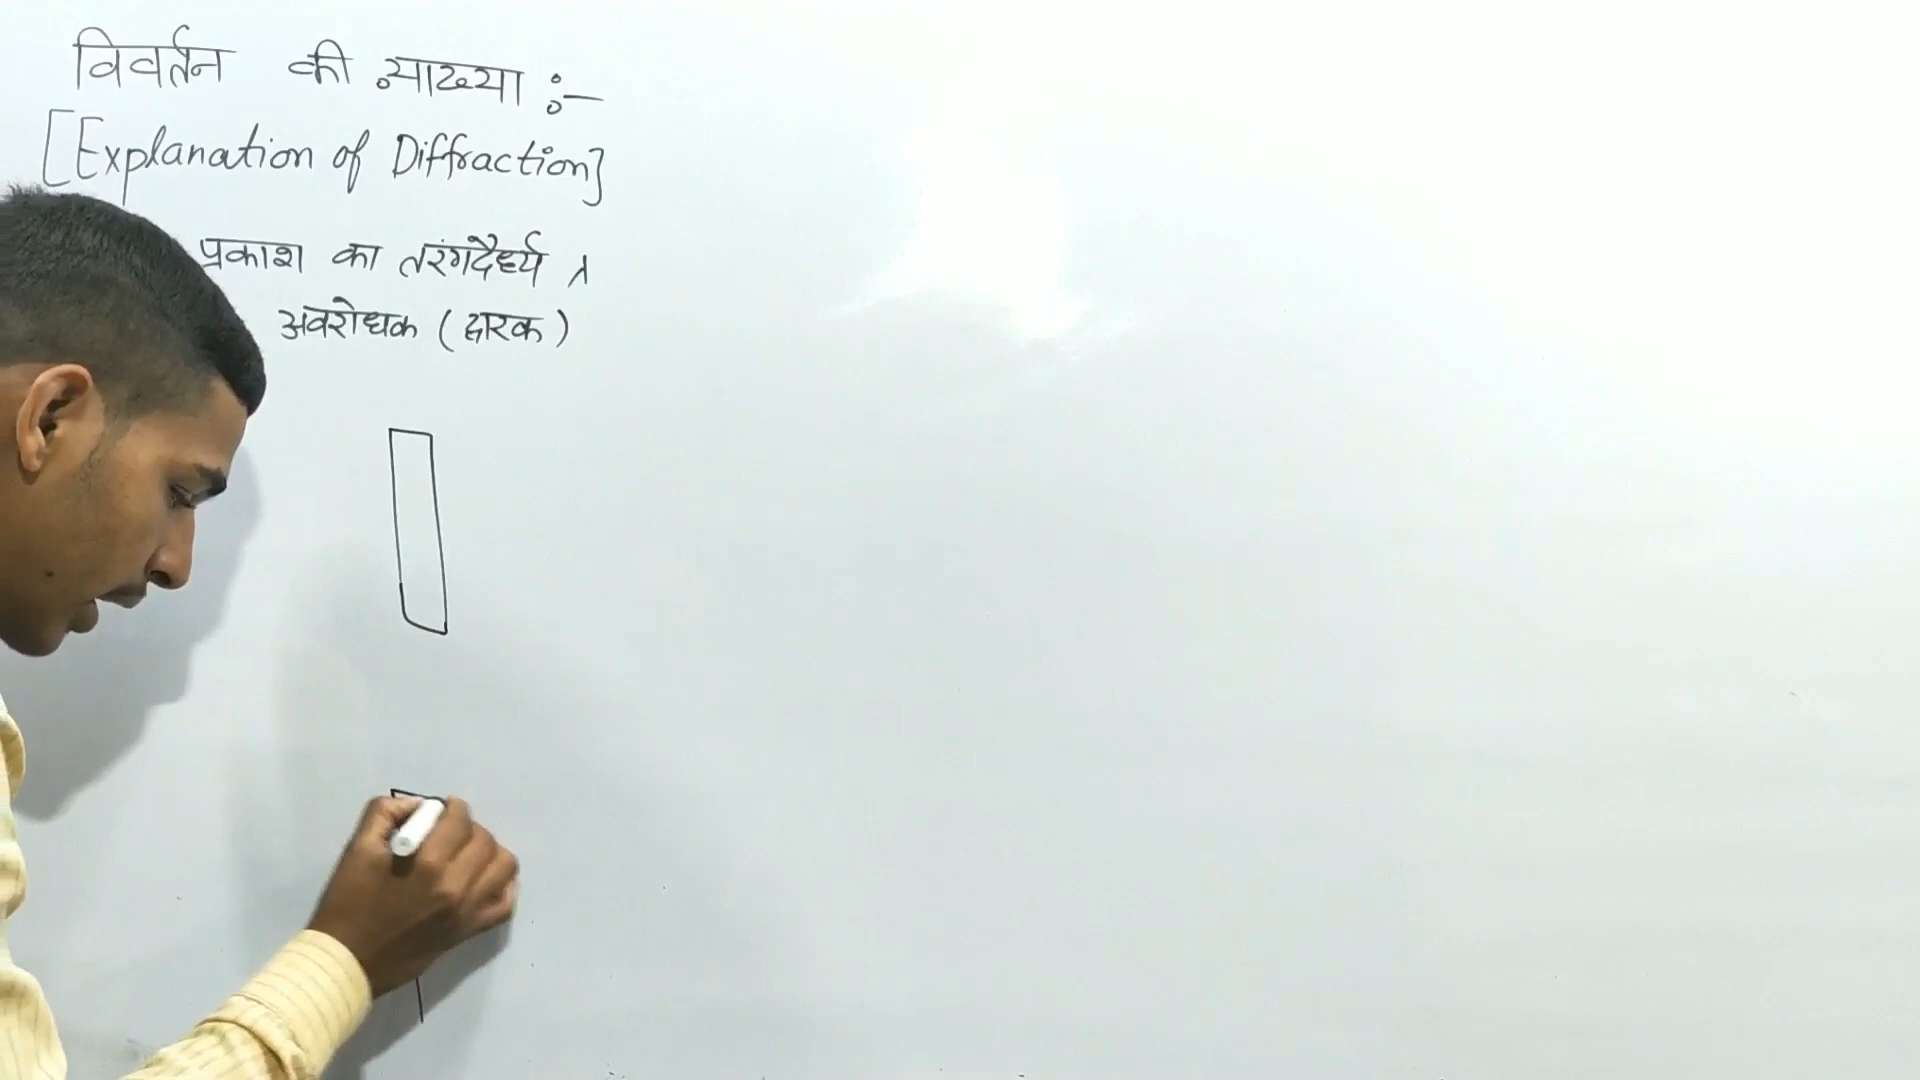 विवर्तन की व्याख्या :-
[Explanation of Diffraction]
प्रकाश का तरंगदैर्ध्य λ
अवरोधक ( द्वारक )